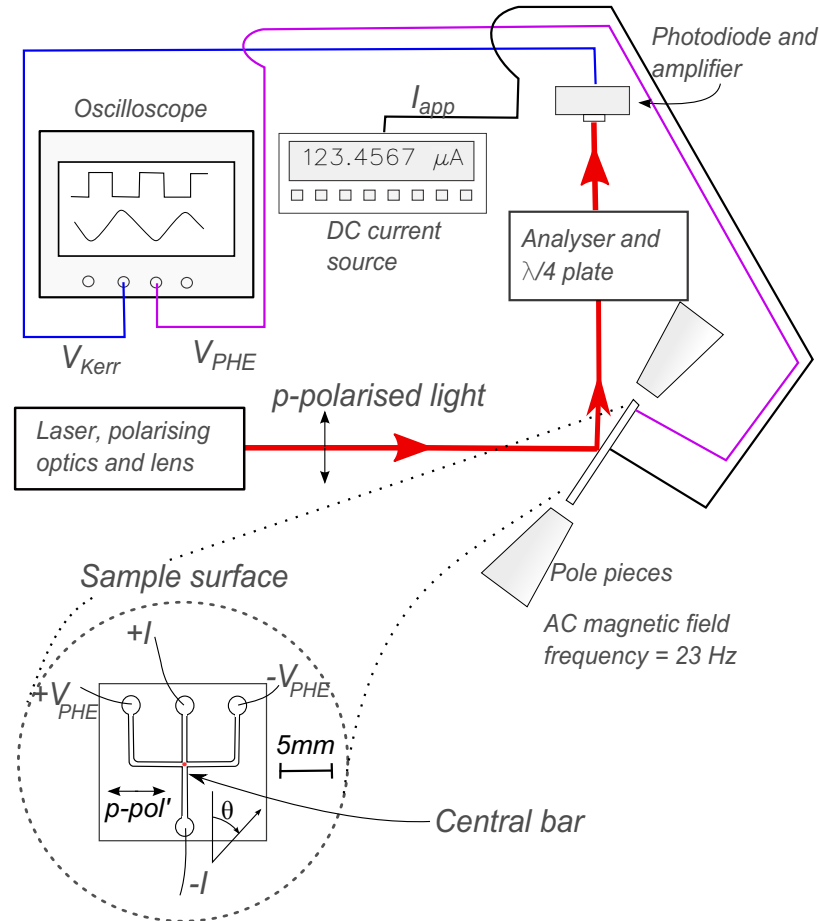 Photodiode and
amplifier
I_app
Oscilloscope
123.4567 μA
DC current
source
Analyser and
λ/4 plate
V_Kerr
V_PHE
p-polarised light
Laser, polarising
optics and lens
Sample surface
Pole pieces
AC magnetic field
frequency = 23 Hz
+I
+V_PHE
-V_PHE
5mm
p-pol'
θ
Central bar
-I